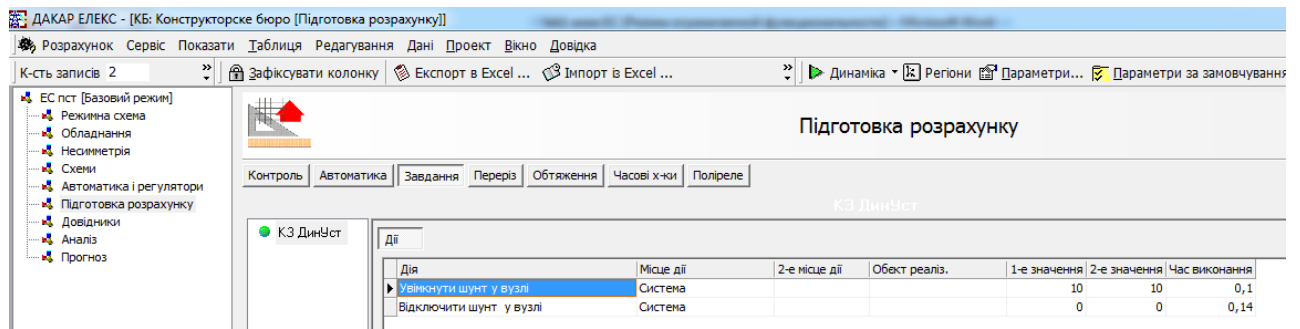 ДАКАР ЕЛЕКС - [КБ: Конструкторске бюро [Підготовка розрахунку]]
Розрахунок Сервіс Показати Таблиця Редагування Дані Проект Вікно Довідка
К-сть записів 2 Зафіксувати колонку Експорт в Excel ... Імпорт із Excel ... Динаміка Регіони Параметри... Параметри за замовчування
ЕС пст [Базовий режим]
Режимна схема
Обладнання
Несимметрія
Схеми
Автоматика і регулятори
Підготовка розрахунку
Довідники
Аналіз
Прогноз
Підготовка розрахунку
Контроль Автоматика Завдання Переріз Обтяження Часові х-ки Поліреле
КЗ ДинУст
КЗ ДинУст
Дії
Дія Місце дії 2-е місце дії Обєкт реаліз. 1-е значення 2-е значення Час виконання
Увімкнути шунт у вузлі Система 10 10 0,1
Відключити шунт у вузлі Система 0 0 0,14